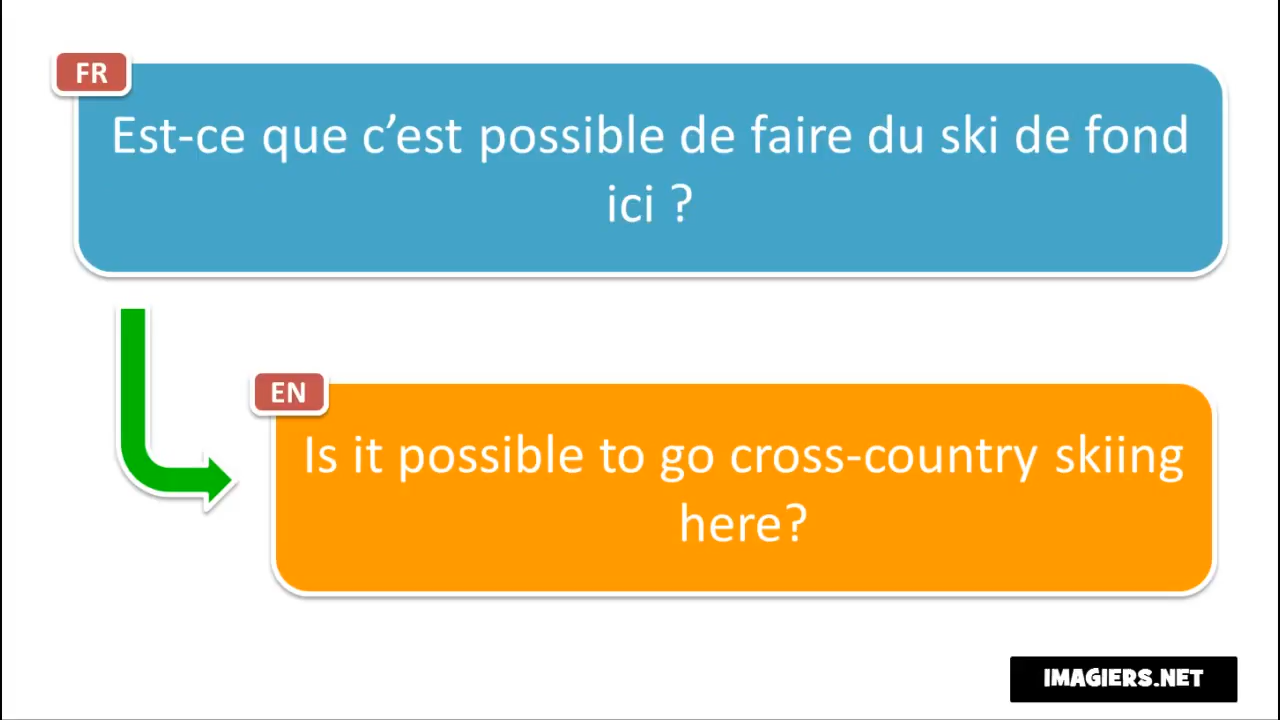 FR
Est-ce que c’est possible de faire du ski de fond
ici ?
EN
Is it possible to go cross-country skiing
here?
IMAGIERS.NET